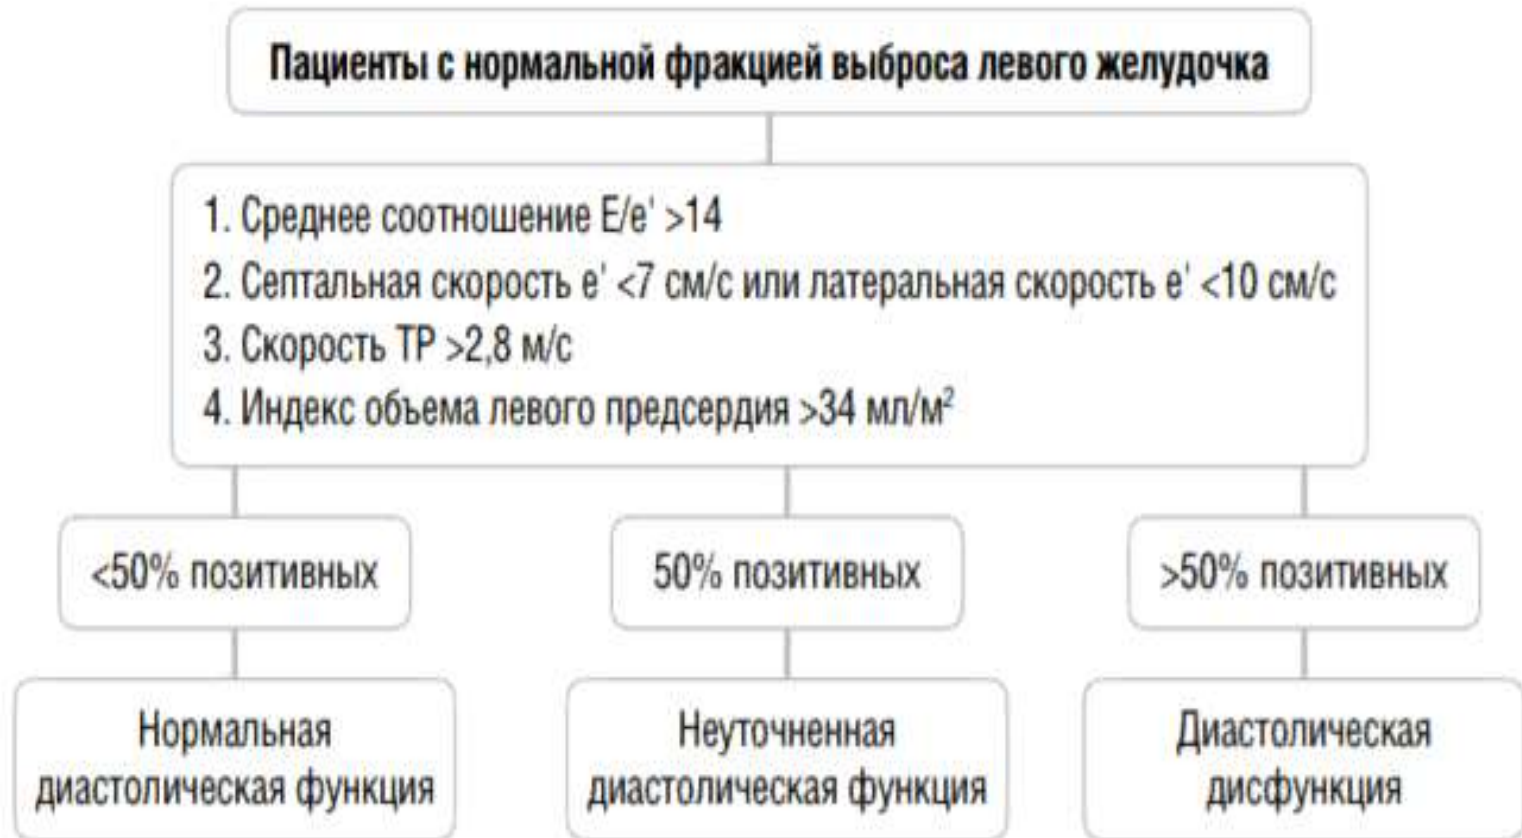 Пациенты с нормальной фракцией выброса левого желудочка
1. Среднее соотношение E/e' >14
2. Септальная скорость e' <7 см/с или латеральная скорость e' <10 см/с
3. Скорость ТР >2,8 м/с
4. Индекс объема левого предсердия >34 мл/м²
<50% позитивных
50% позитивных
>50% позитивных
Нормальная
диастолическая функция
Неуточненная
диастолическая функция
Диастолическая
дисфункция